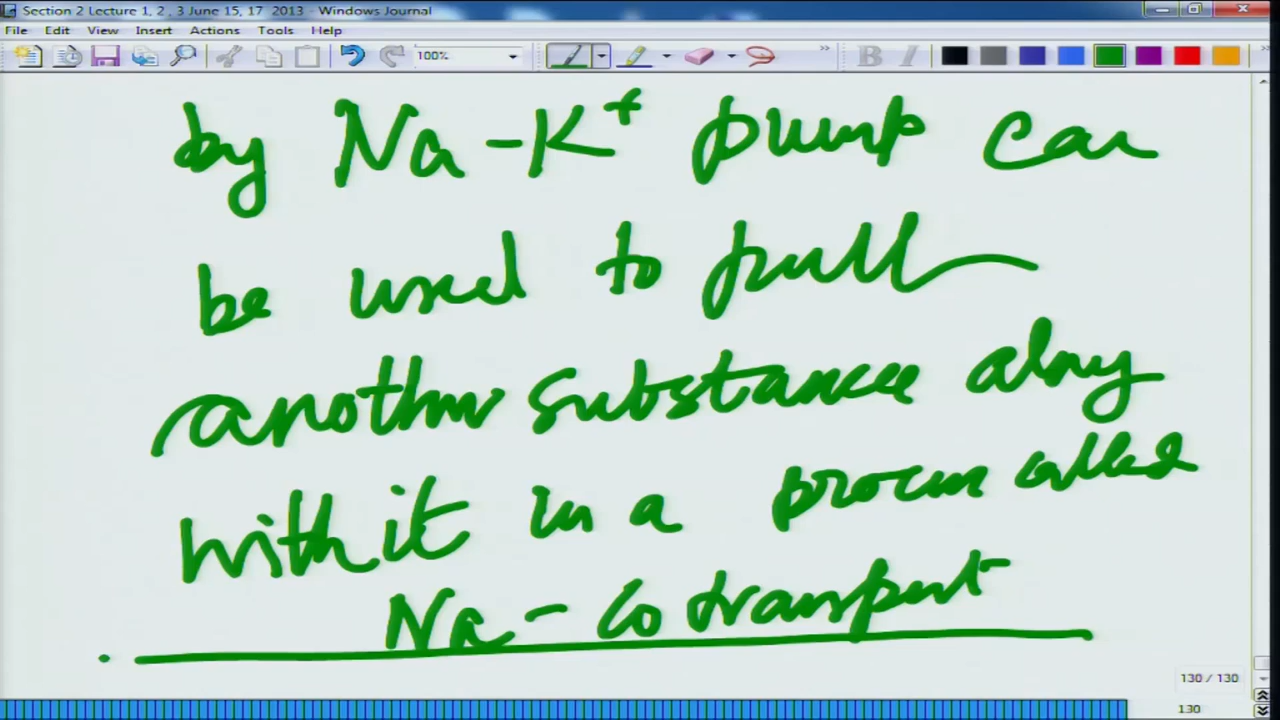 Section 2 Lecture 1, 2 , 3 June 15, 17 2013 - Windows Journal
File Edit View Insert Actions Tools Help
100%
B I
by Na-K+ pump can
be used to pull
another substance along
with it in a process called
Na-Cotransport
130 / 130
130